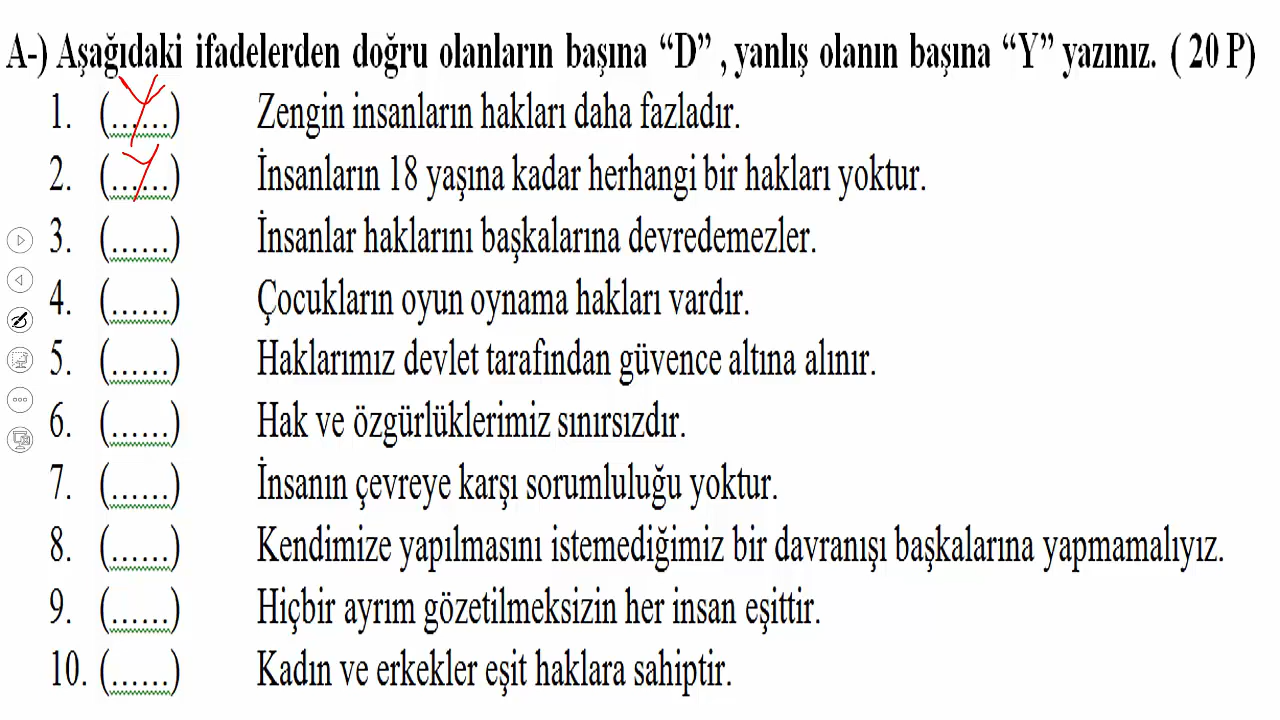 A-) Aşağıdaki ifadelerden doğru olanların başına “D” , yanlış olanın başına “Y” yazınız. ( 20 P)
1. (..Y..) Zengin insanların hakları daha fazladır.
2. (..Y..) İnsanların 18 yaşına kadar herhangi bir hakları yoktur.
3. (......) İnsanlar haklarını başkalarına devredemezler.
4. (......) Çocukların oyun oynama hakları vardır.
5. (......) Haklarımız devlet tarafından güvence altına alınır.
6. (......) Hak ve özgürlüklerimiz sınırsızdır.
7. (......) İnsanın çevreye karşı sorumluluğu yoktur.
8. (......) Kendimize yapılmasını istemediğimiz bir davranışı başkalarına yapmamalıyız.
9. (......) Hiçbir ayrım gözetilmeksizin her insan eşittir.
10. (......) Kadın ve erkekler eşit haklara sahiptir.